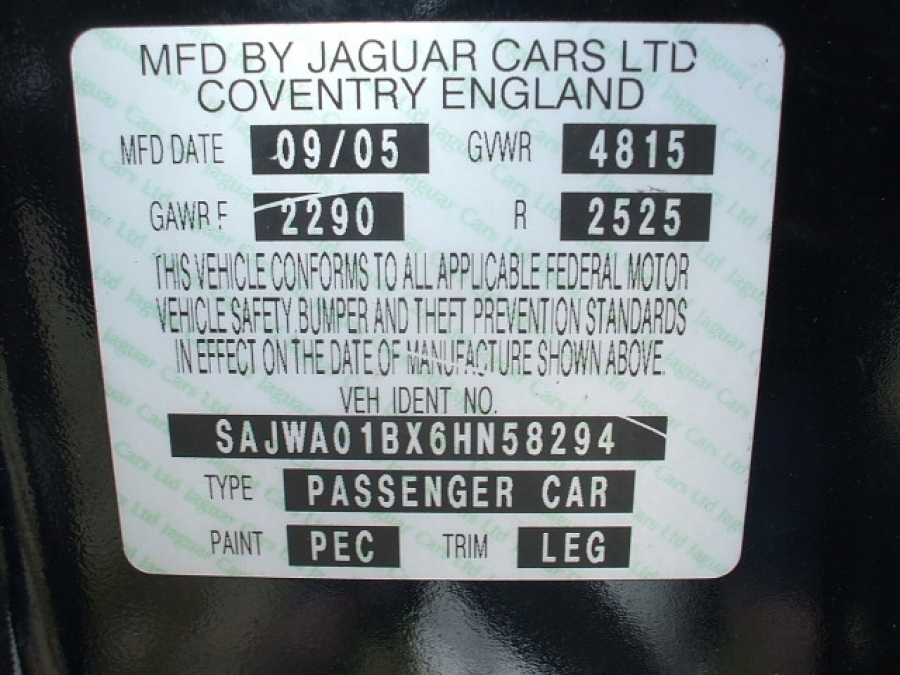 MFD BY JAGUAR CARS LTD
COVENTRY ENGLAND
MFD DATE 09/05 GVWR 4815
GAWR F 2290 R 2525
THIS VEHICLE CONFORMS TO ALL APPLICABLE FEDERAL MOTOR
VEHICLE SAFETY, BUMPER AND THEFT PREVENTION STANDARDS
IN EFFECT ON THE DATE OF MANUFACTURE SHOWN ABOVE.
VEH IDENT NO.
SAJWA01BX6HN58294
TYPE PASSENGER CAR
PAINT PEC TRIM LEG